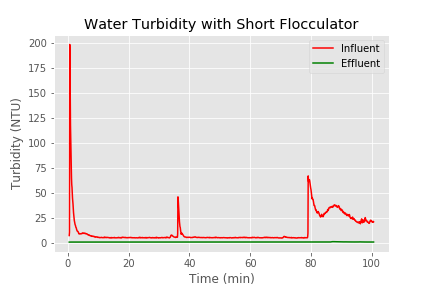 Water Turbidity with Short Flocculator
Influent
Effluent
Turbidity (NTU)
200
175
150
125
100
75
50
25
0
0 20 40 60 80 100
Time (min)